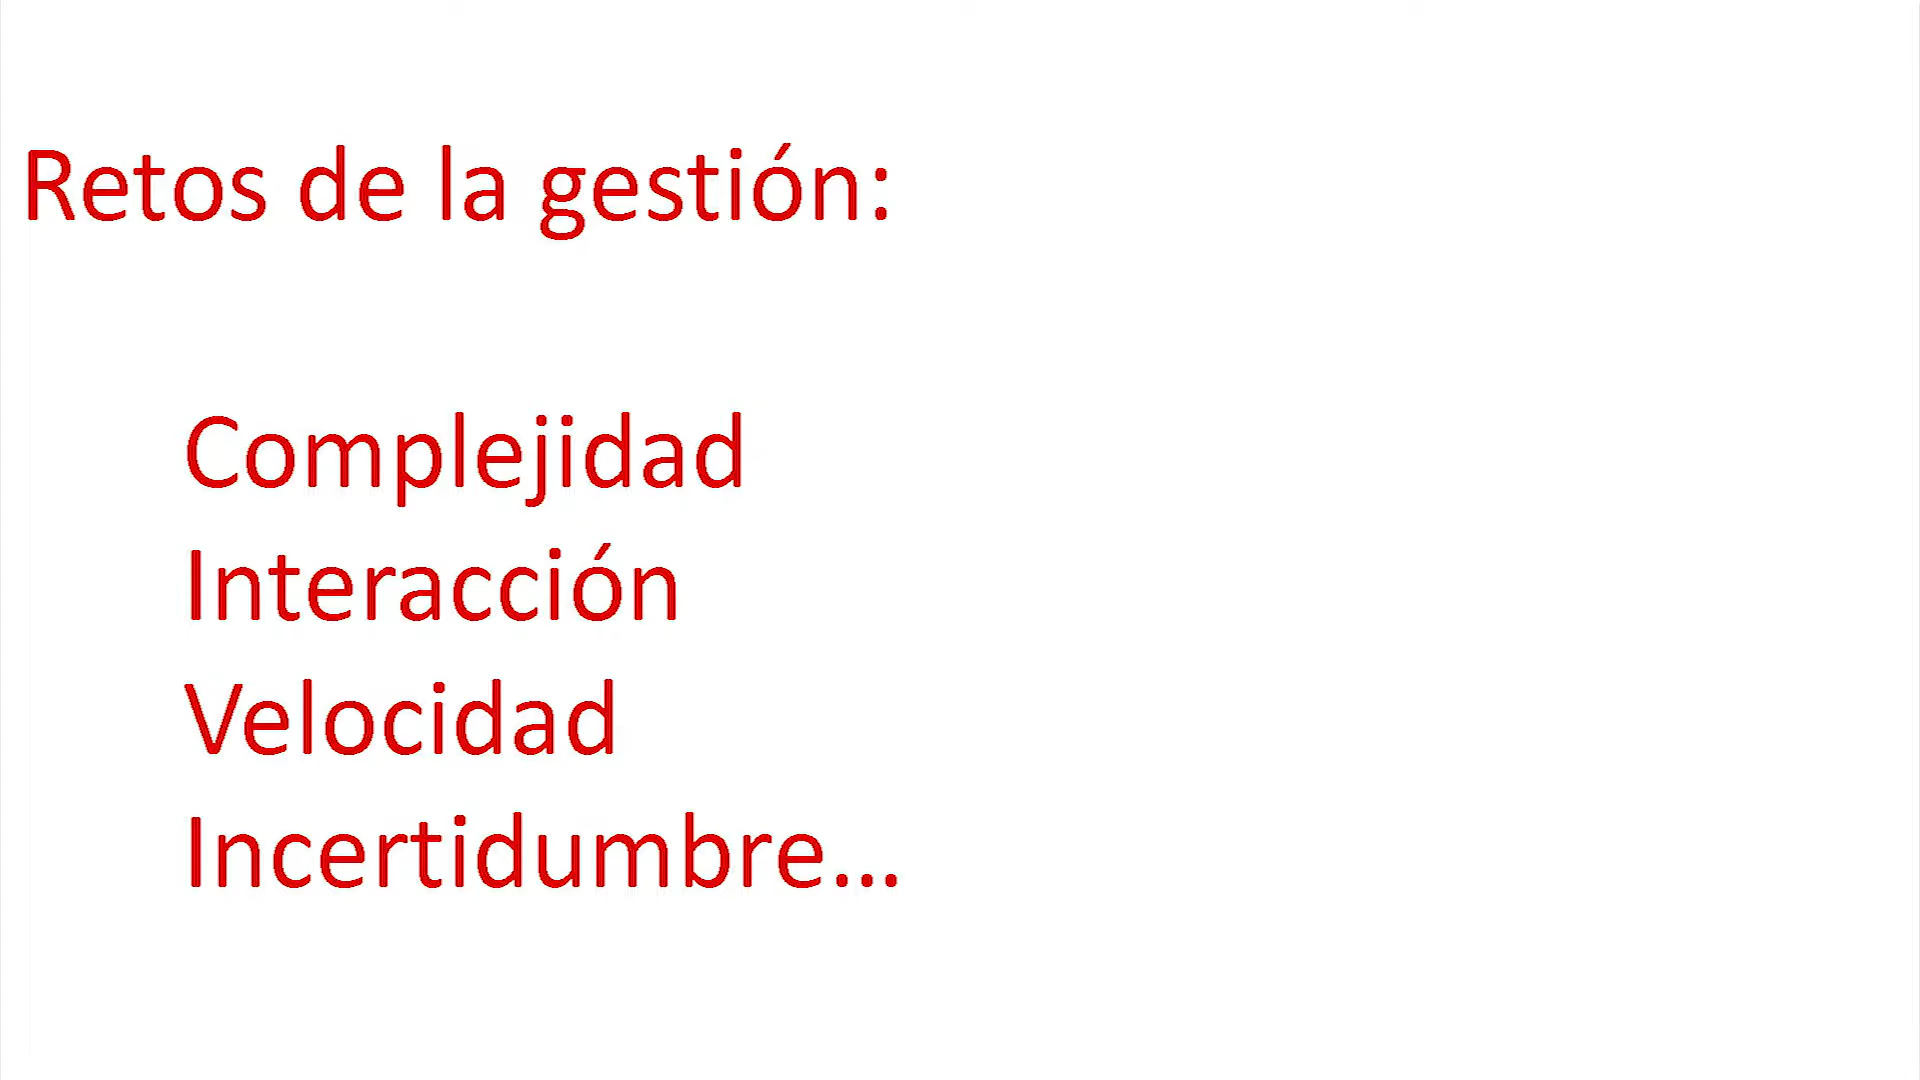 Retos de la gestión:
Complejidad
Interacción
Velocidad
Incertidumbre...